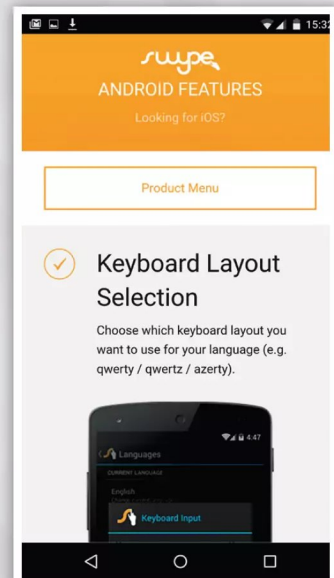 15:32
swype
ANDROID FEATURES
Looking for iOS?
Product Menu
Keyboard Layout
Selection
Choose which keyboard layout you
want to use for your language (e.g.
qwerty / qwertz / azerty).
4:47
Languages
CURRENT LANGUAGE
English
Keyboard Input